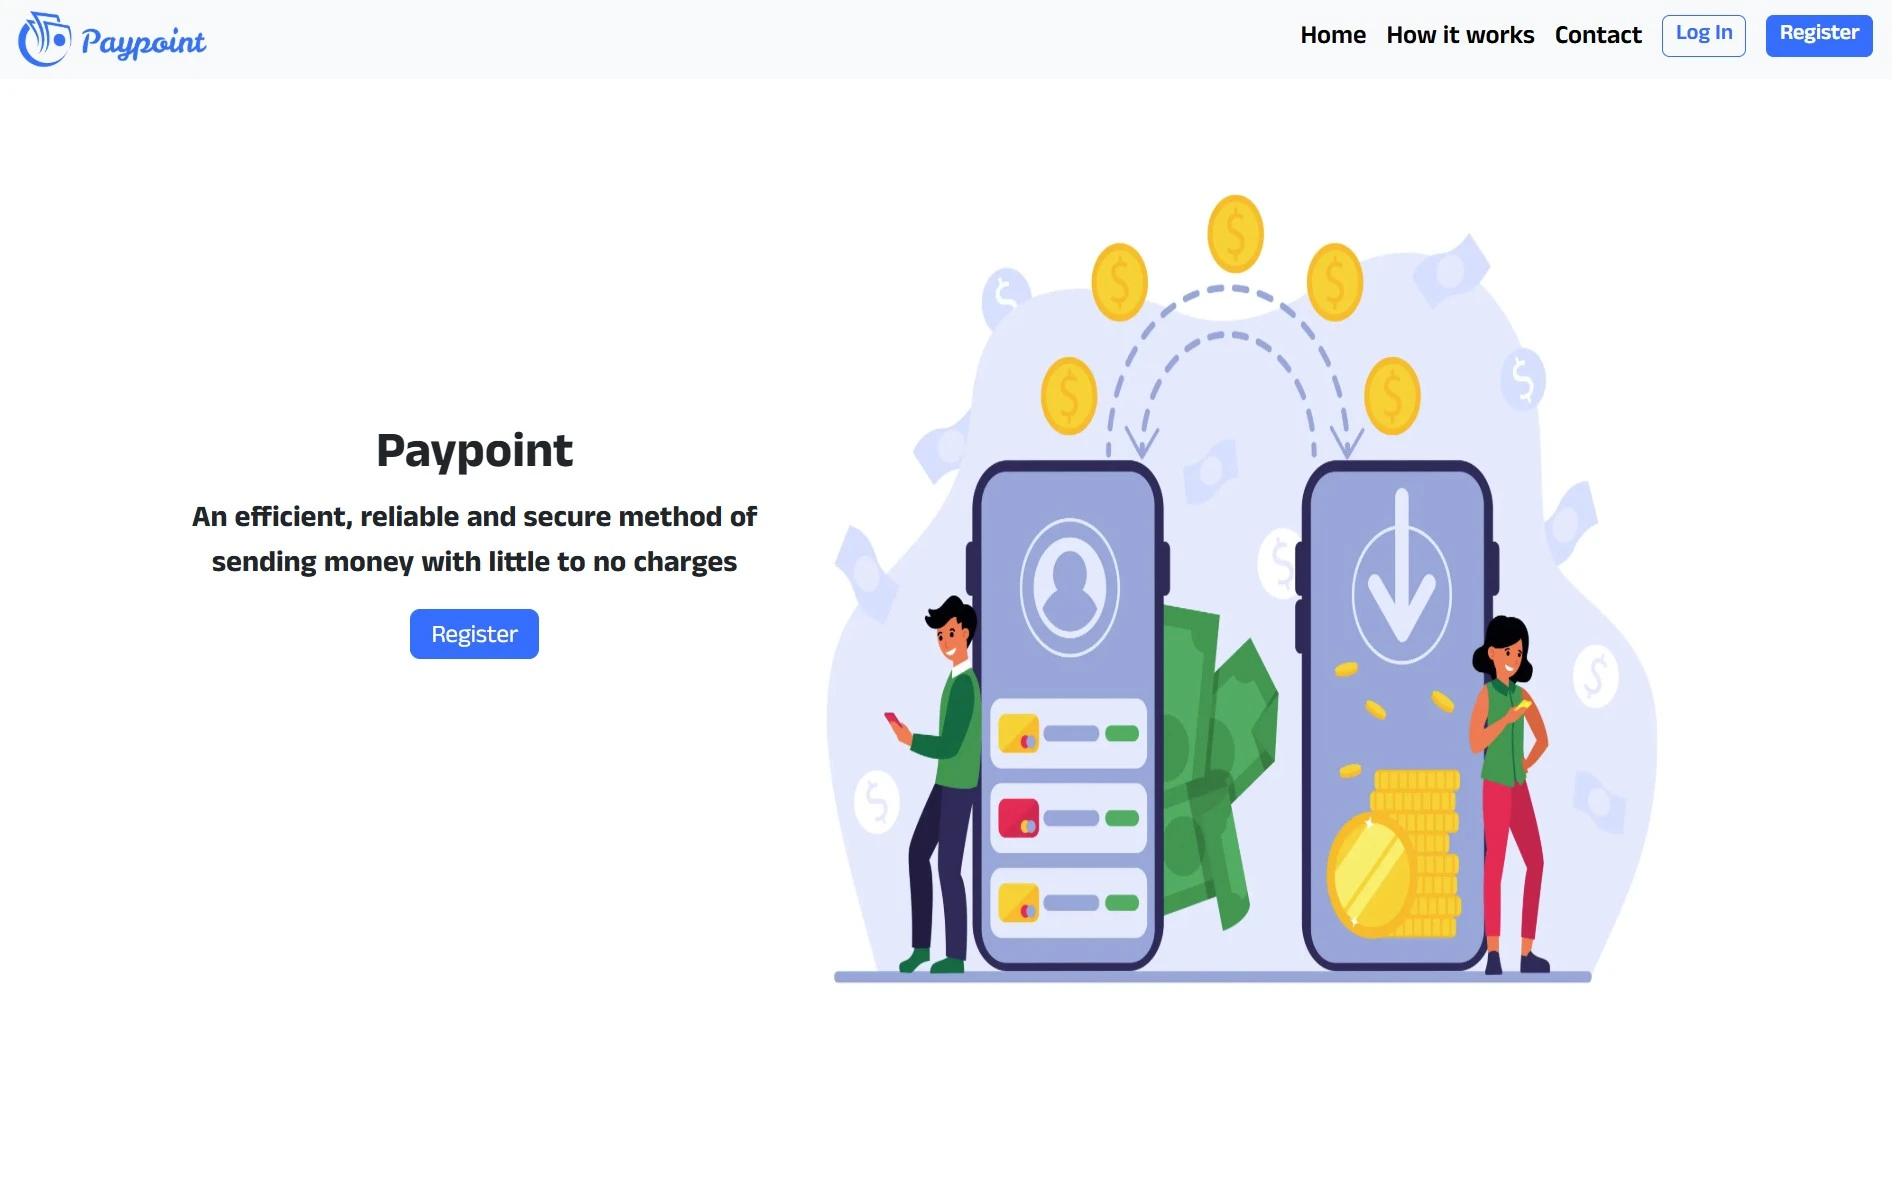 Paypoint
Home How it works Contact Log In Register
Paypoint
An efficient, reliable and secure method of
sending money with little to no charges
Register